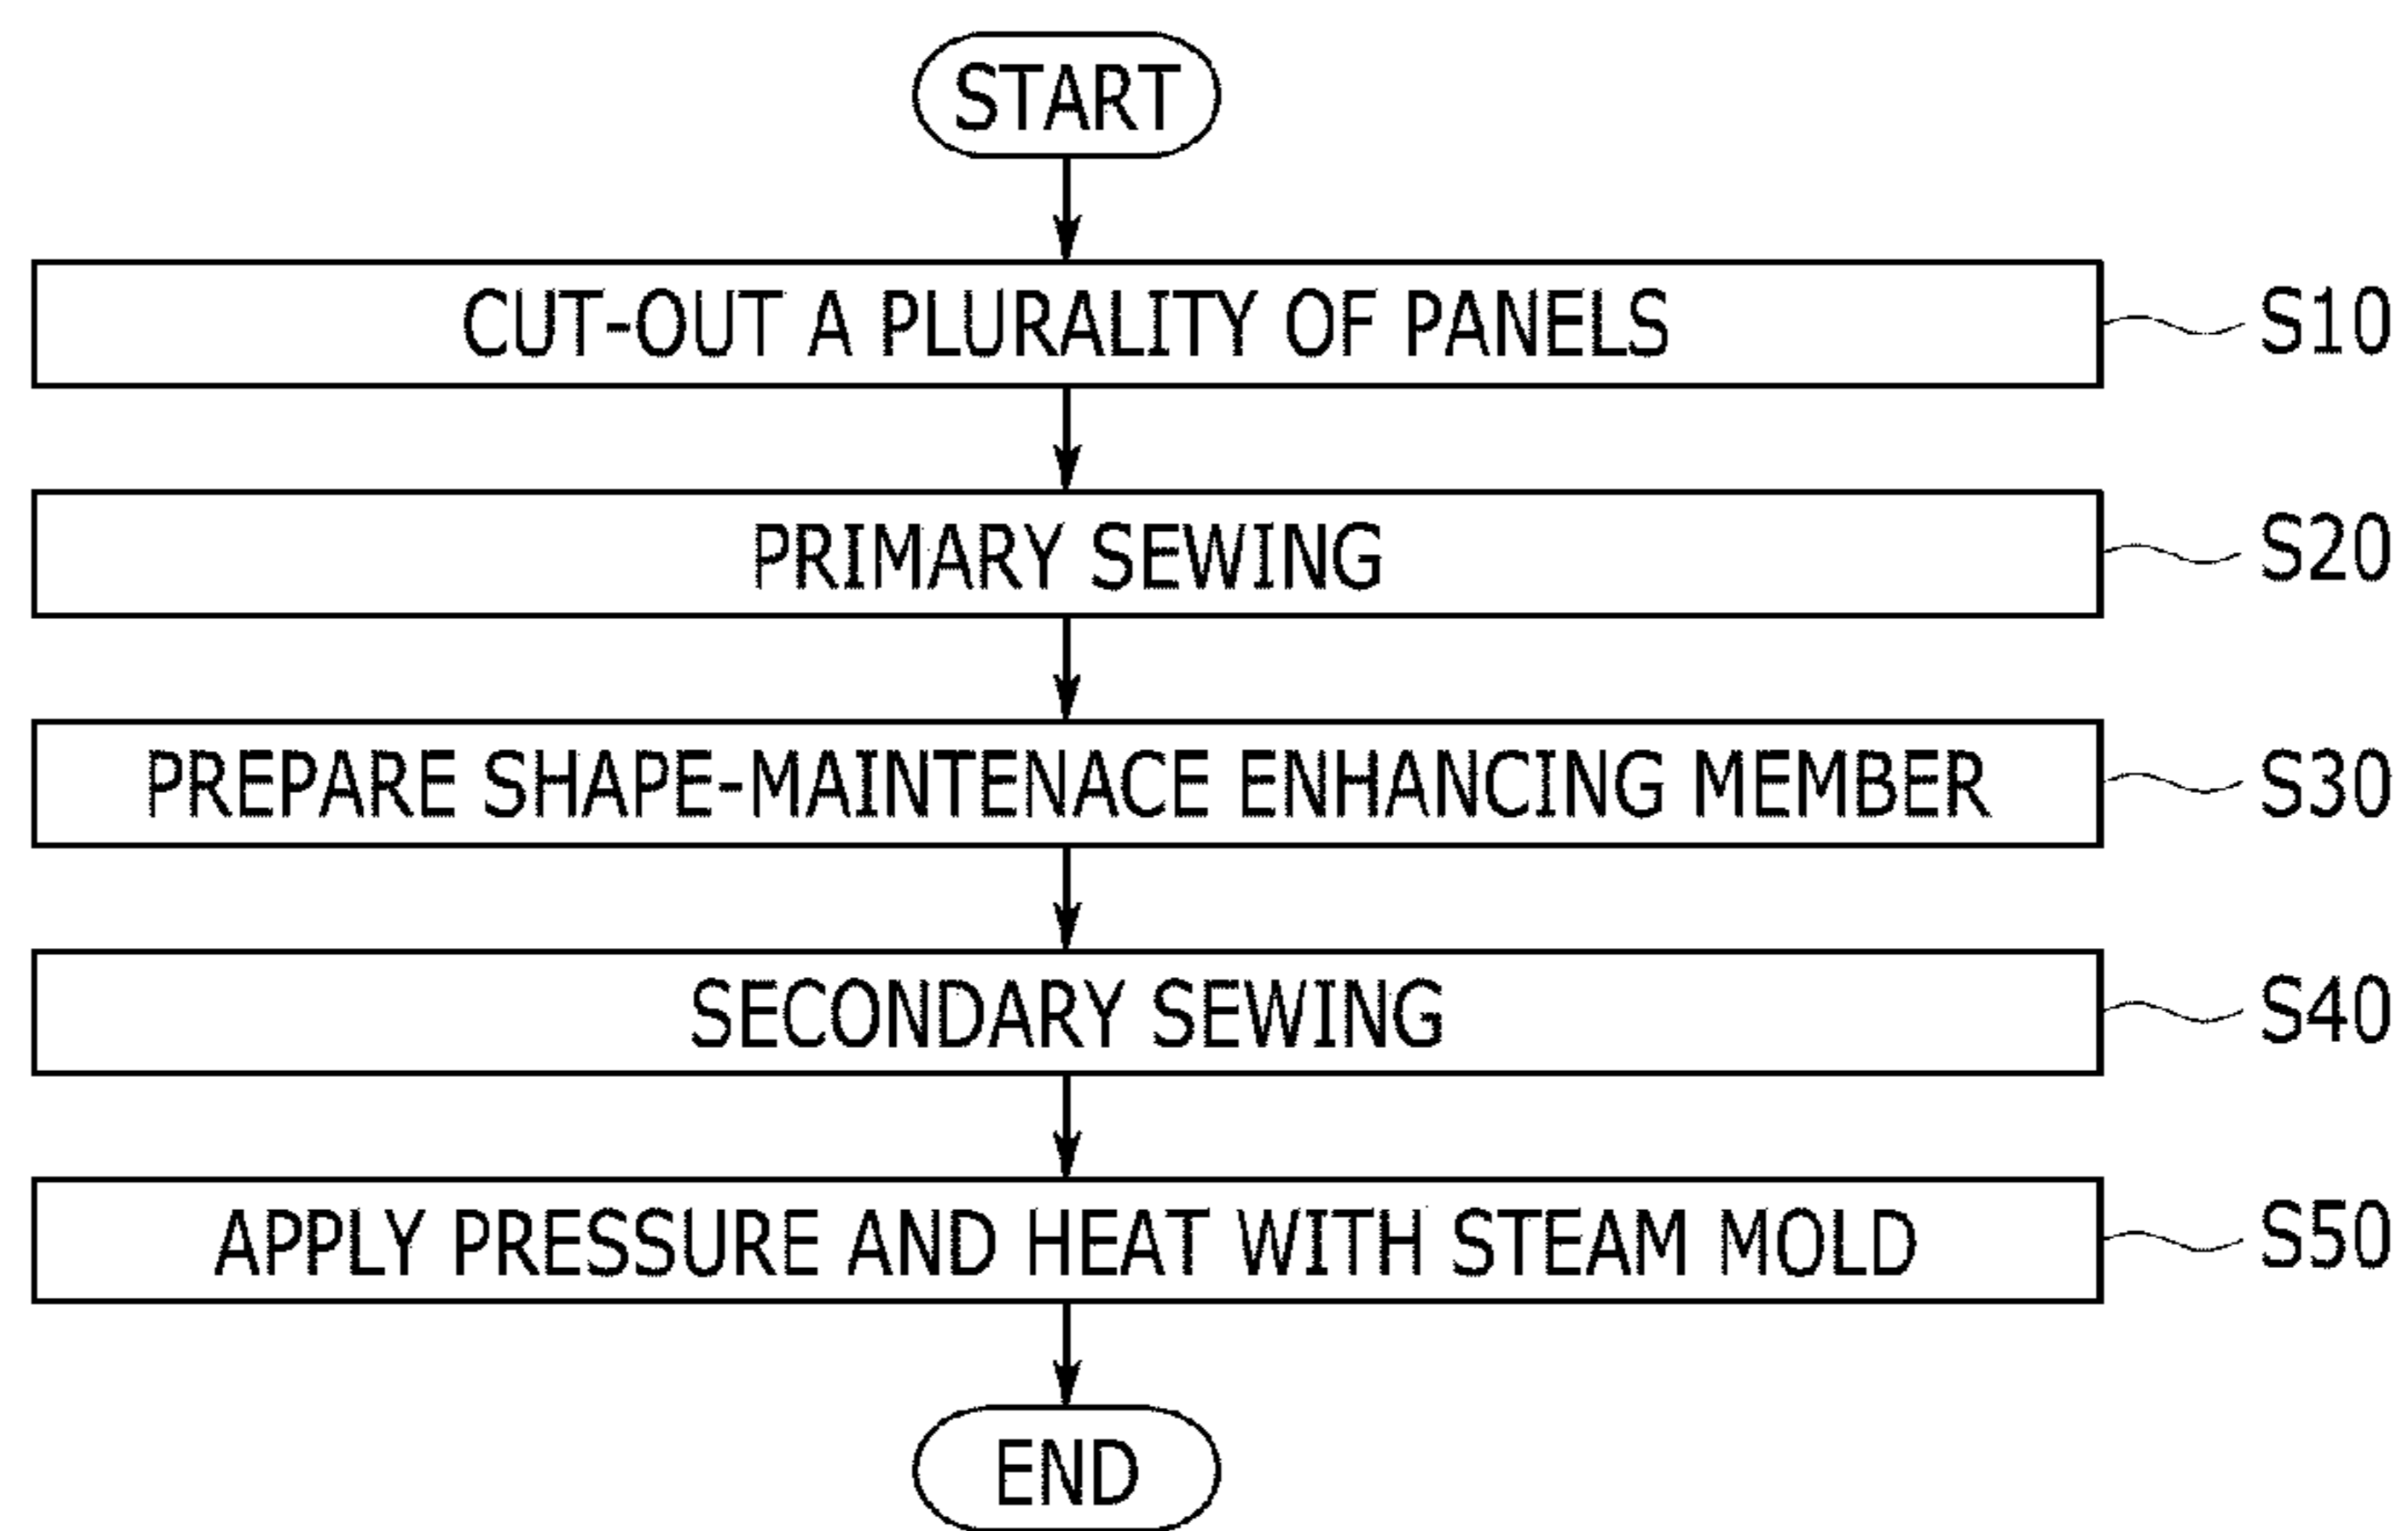 START
CUT-OUT A PLURALITY OF PANELS S10
PRIMARY SEWING S20
PREPARE SHAPE-MAINTENACE ENHANCING MEMBER S30
SECONDARY SEWING S40
APPLY PRESSURE AND HEAT WITH STEAM MOLD S50
END